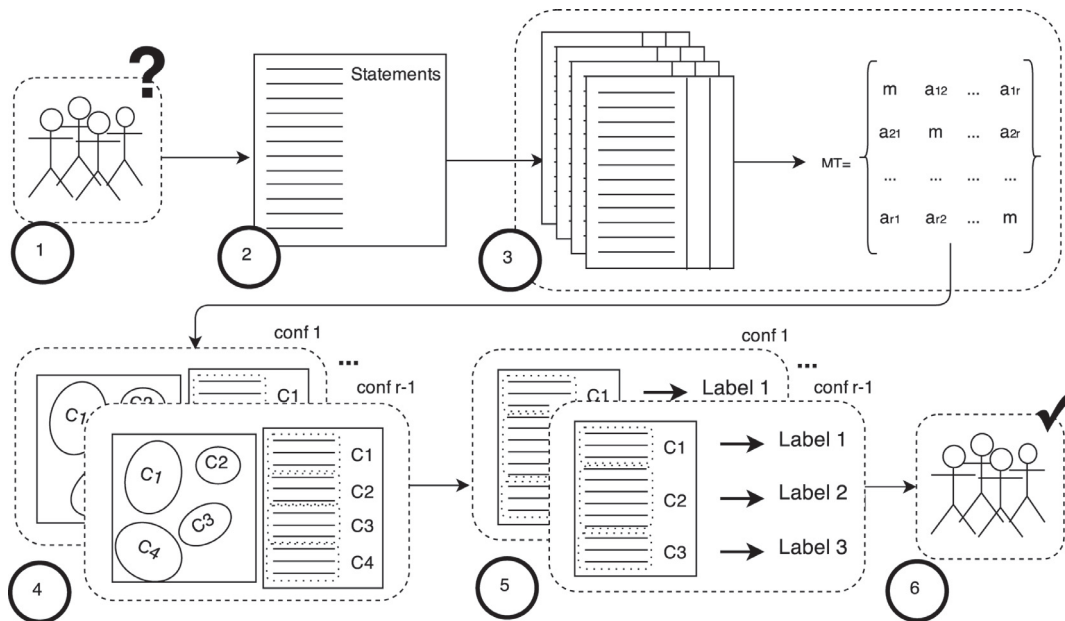 ?
Statements
m a12 ... a1r
a21 m ... a2r
MT=
... ... ... ...
ar1 ar2 ... m
1
2
3
conf 1
...
conf r-1
C1
C2
C1
C1
C2
C3
C4
C1
C2
C3
C4
4
conf 1
...
conf r-1
C1
Label 1
C1
Label 1
C2
Label 2
C3
Label 3
5
6